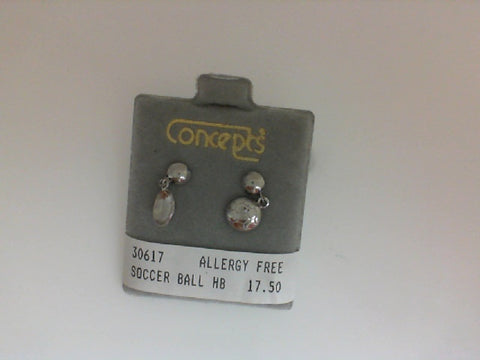 Concepts
30617 ALLERGY FREE
SOCCER BALL HB 17.50